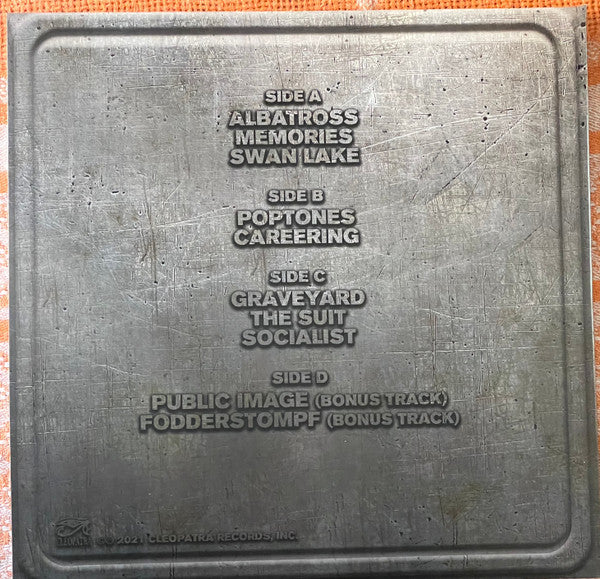 SIDE A
ALBATROSS
MEMORIES
SWAN LAKE
SIDE B
POPTONES
CAREERING
SIDE C
GRAVEYARD
THE SUIT
SOCIALIST
SIDE D
PUBLIC IMAGE (BONUS TRACK)
FODDERSTOMPF (BONUS TRACK)
2021 CLEOPATRA RECORDS, INC.